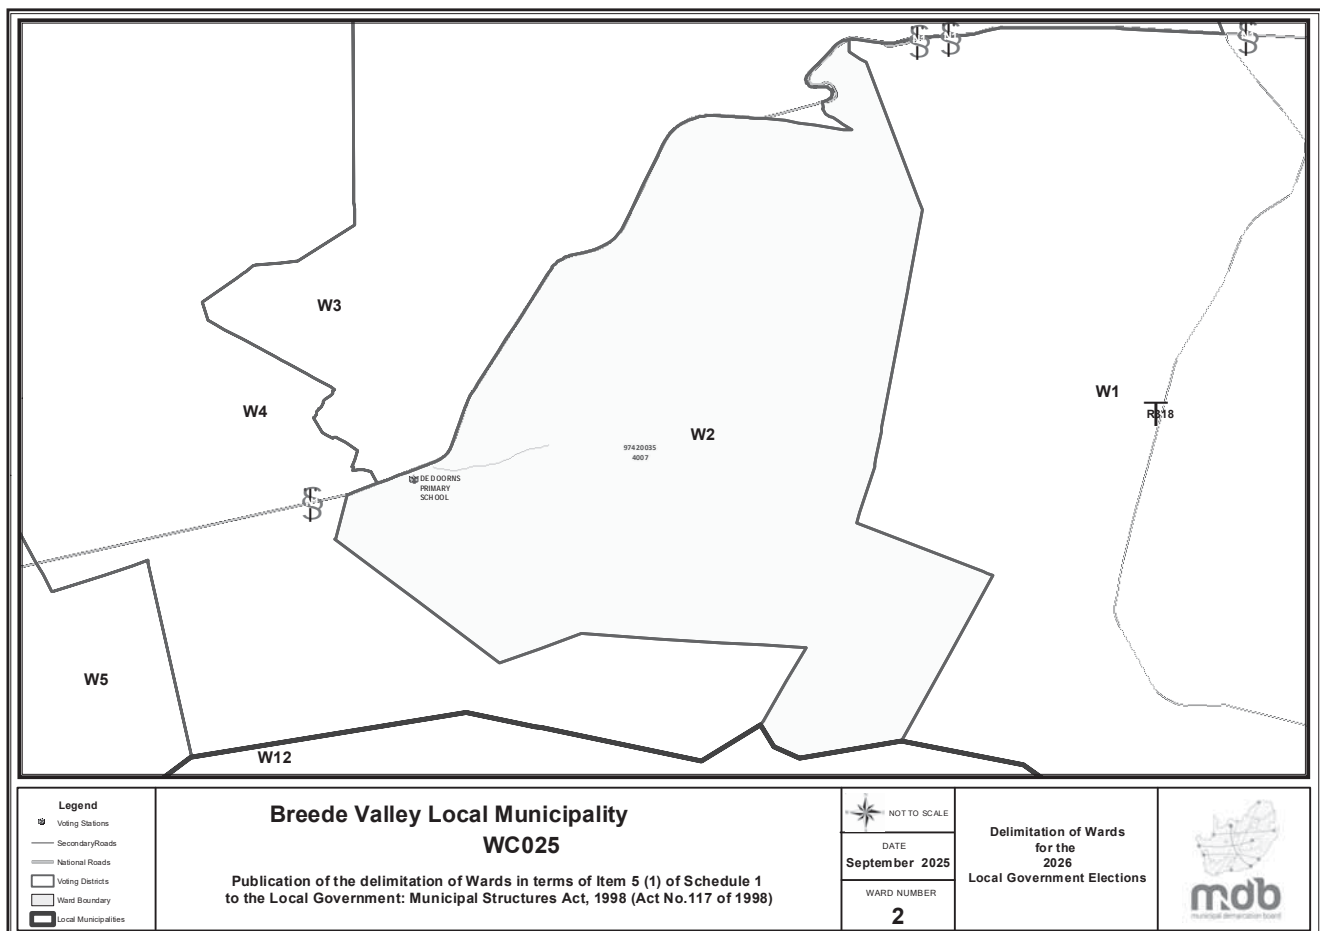 W3
W1
W4
R318
W2
97420035
4007
DE DOORNS
PRIMARY
SCHOOL
W5
W12
Legend
Voting Stations
SecondaryRoads
National Roads
Voting Districts
Ward Boundary
Local Municipalities
Breede Valley Local Municipality
WC025
Publication of the delimitation of Wards in terms of Item 5 (1) of Schedule 1
to the Local Government: Municipal Structures Act, 1998 (Act No.117 of 1998)
NOT TO SCALE
DATE
September 2025
WARD NUMBER
2
Delimitation of Wards
for the
2026
Local Government Elections
mdb
municipal demarcation board